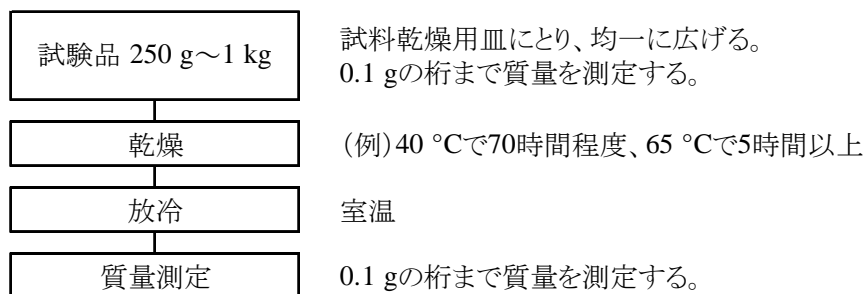 試験品 250 g～1 kg
試料乾燥用皿にとり、均一に広げる。
0.1 gの桁まで質量を測定する。
乾燥
（例）40 °Cで70時間程度、65 °Cで5時間以上
放冷
室温
質量測定
0.1 gの桁まで質量を測定する。